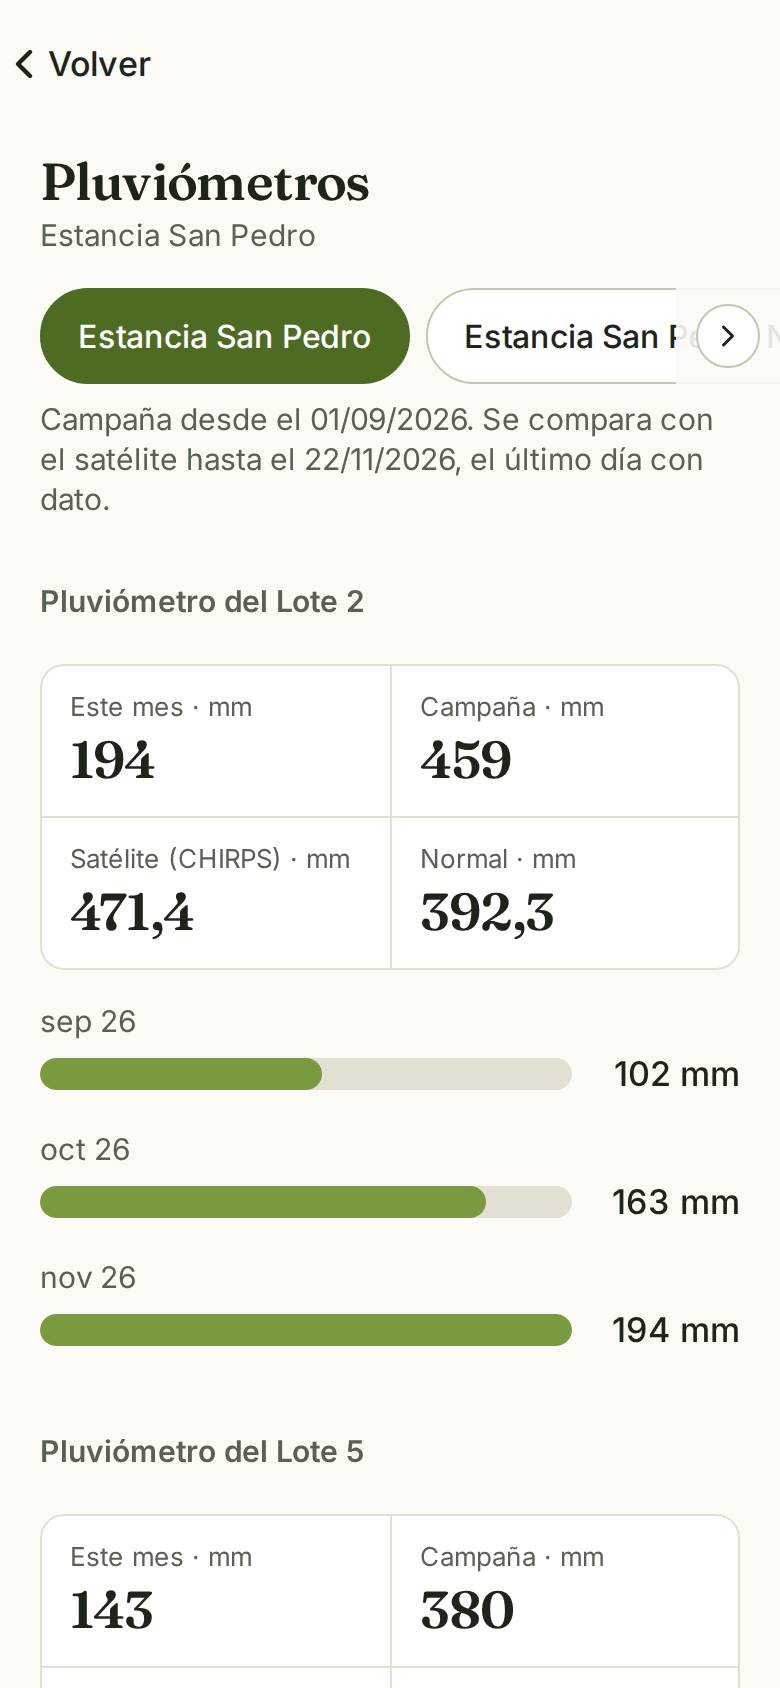 Volver
Pluviómetros
Estancia San Pedro
Estancia San Pedro
Estancia San Pe
Campaña desde el 01/09/2026. Se compara con
el satélite hasta el 22/11/2026, el último día con
dato.
Pluviómetro del Lote 2
Este mes · mm
194
Campaña · mm
459
Satélite (CHIRPS) · mm
471,4
Normal · mm
392,3
sep 26
102 mm
oct 26
163 mm
nov 26
194 mm
Pluviómetro del Lote 5
Este mes · mm
143
Campaña · mm
380